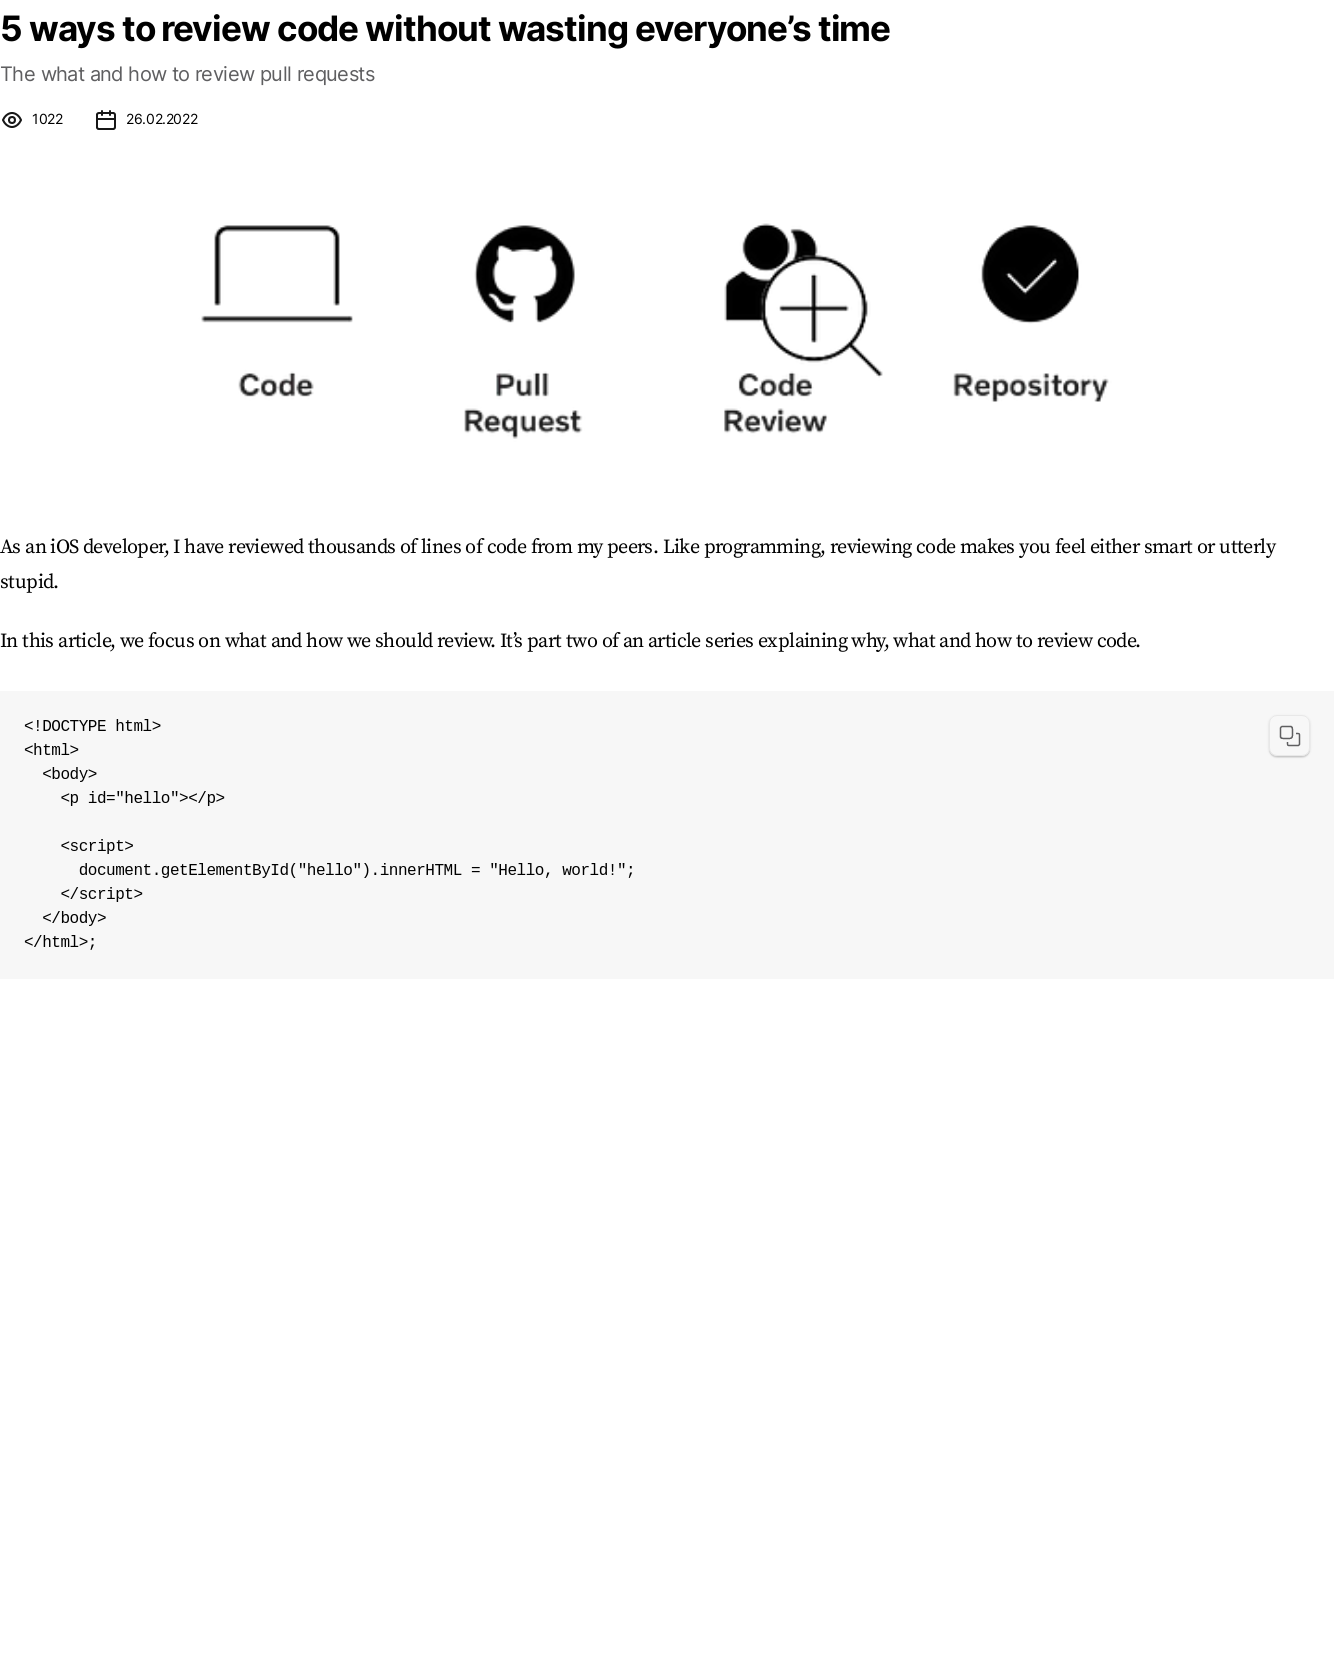 5 ways to review code without wasting everyone’s time
The what and how to review pull requests
1022 26.02.2022
Code Pull Code Repository
Request Review
As an iOS developer, I have reviewed thousands of lines of code from my peers. Like programming, reviewing code makes you feel either smart or utterly
stupid.
In this article, we focus on what and how we should review. It’s part two of an article series explaining why, what and how to review code.
<!DOCTYPE html>
<html>
  <body>
    <p id="hello"></p>

    <script>
      document.getElementById("hello").innerHTML = "Hello, world!";
    </script>
  </body>
</html>;